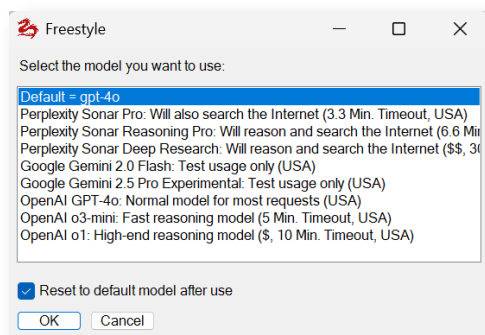 Freestyle
Select the model you want to use:
Default = gpt-4o
Perplexity Sonar Pro: Will also search the Internet (3.3 Min. Timeout, USA)
Perplexity Sonar Reasoning Pro: Will reason and search the Internet (6.6 Mi
Perplexity Sonar Deep Research: Will reason and search the Internet ($$, 30
Google Gemini 2.0 Flash: Test usage only (USA)
Google Gemini 2.5 Pro Experimental: Test usage only (USA)
OpenAI GPT-4o: Normal model for most requests (USA)
OpenAI o3-mini: Fast reasoning model (5 Min. Timeout, USA)
OpenAI o1: High-end reasoning model ($, 10 Min. Timeout, USA)
Reset to default model after use
OK Cancel